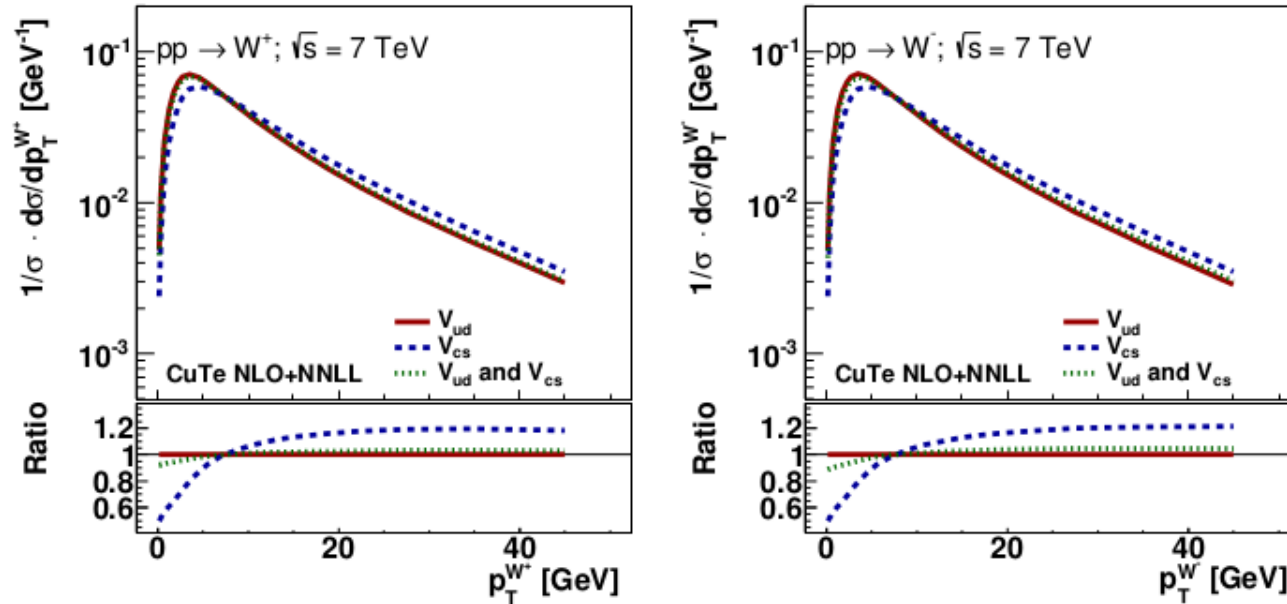 1/σ · dσ/dp_T^{W⁺} [GeV⁻¹]
pp → W⁺; √s = 7 TeV
10⁻¹
10⁻²
10⁻³
V_ud
V_cs
V_ud and V_cs
CuTe NLO+NNLL
Ratio
1.2
1
0.8
0.6
0 20 40
p_T^{W⁺} [GeV]
1/σ · dσ/dp_T^{W⁻} [GeV⁻¹]
pp → W⁻; √s = 7 TeV
10⁻¹
10⁻²
10⁻³
V_ud
V_cs
V_ud and V_cs
CuTe NLO+NNLL
Ratio
1.2
1
0.8
0.6
0 20 40
p_T^{W⁻} [GeV]